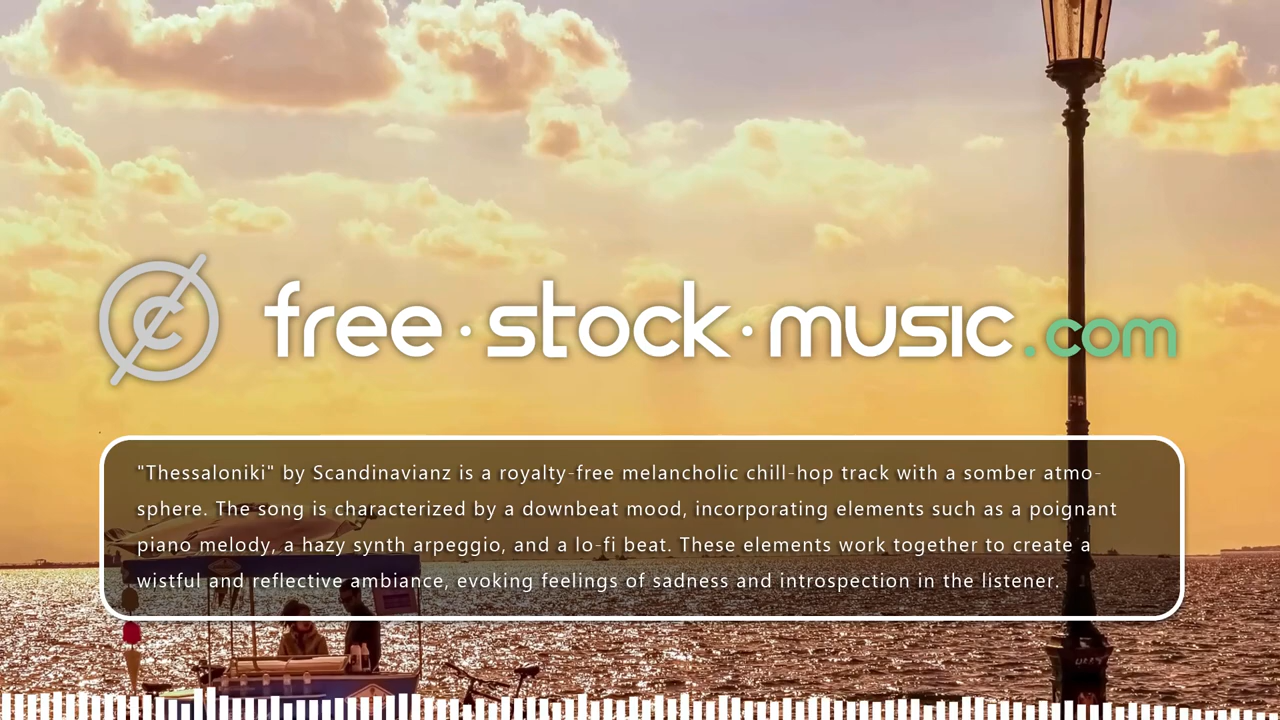 free·stock·music.com
"Thessaloniki" by Scandinavianz is a royalty-free melancholic chill-hop track with a somber atmo-
sphere. The song is characterized by a downbeat mood, incorporating elements such as a poignant
piano melody, a hazy synth arpeggio, and a lo-fi beat. These elements work together to create a
wistful and reflective ambiance, evoking feelings of sadness and introspection in the listener.